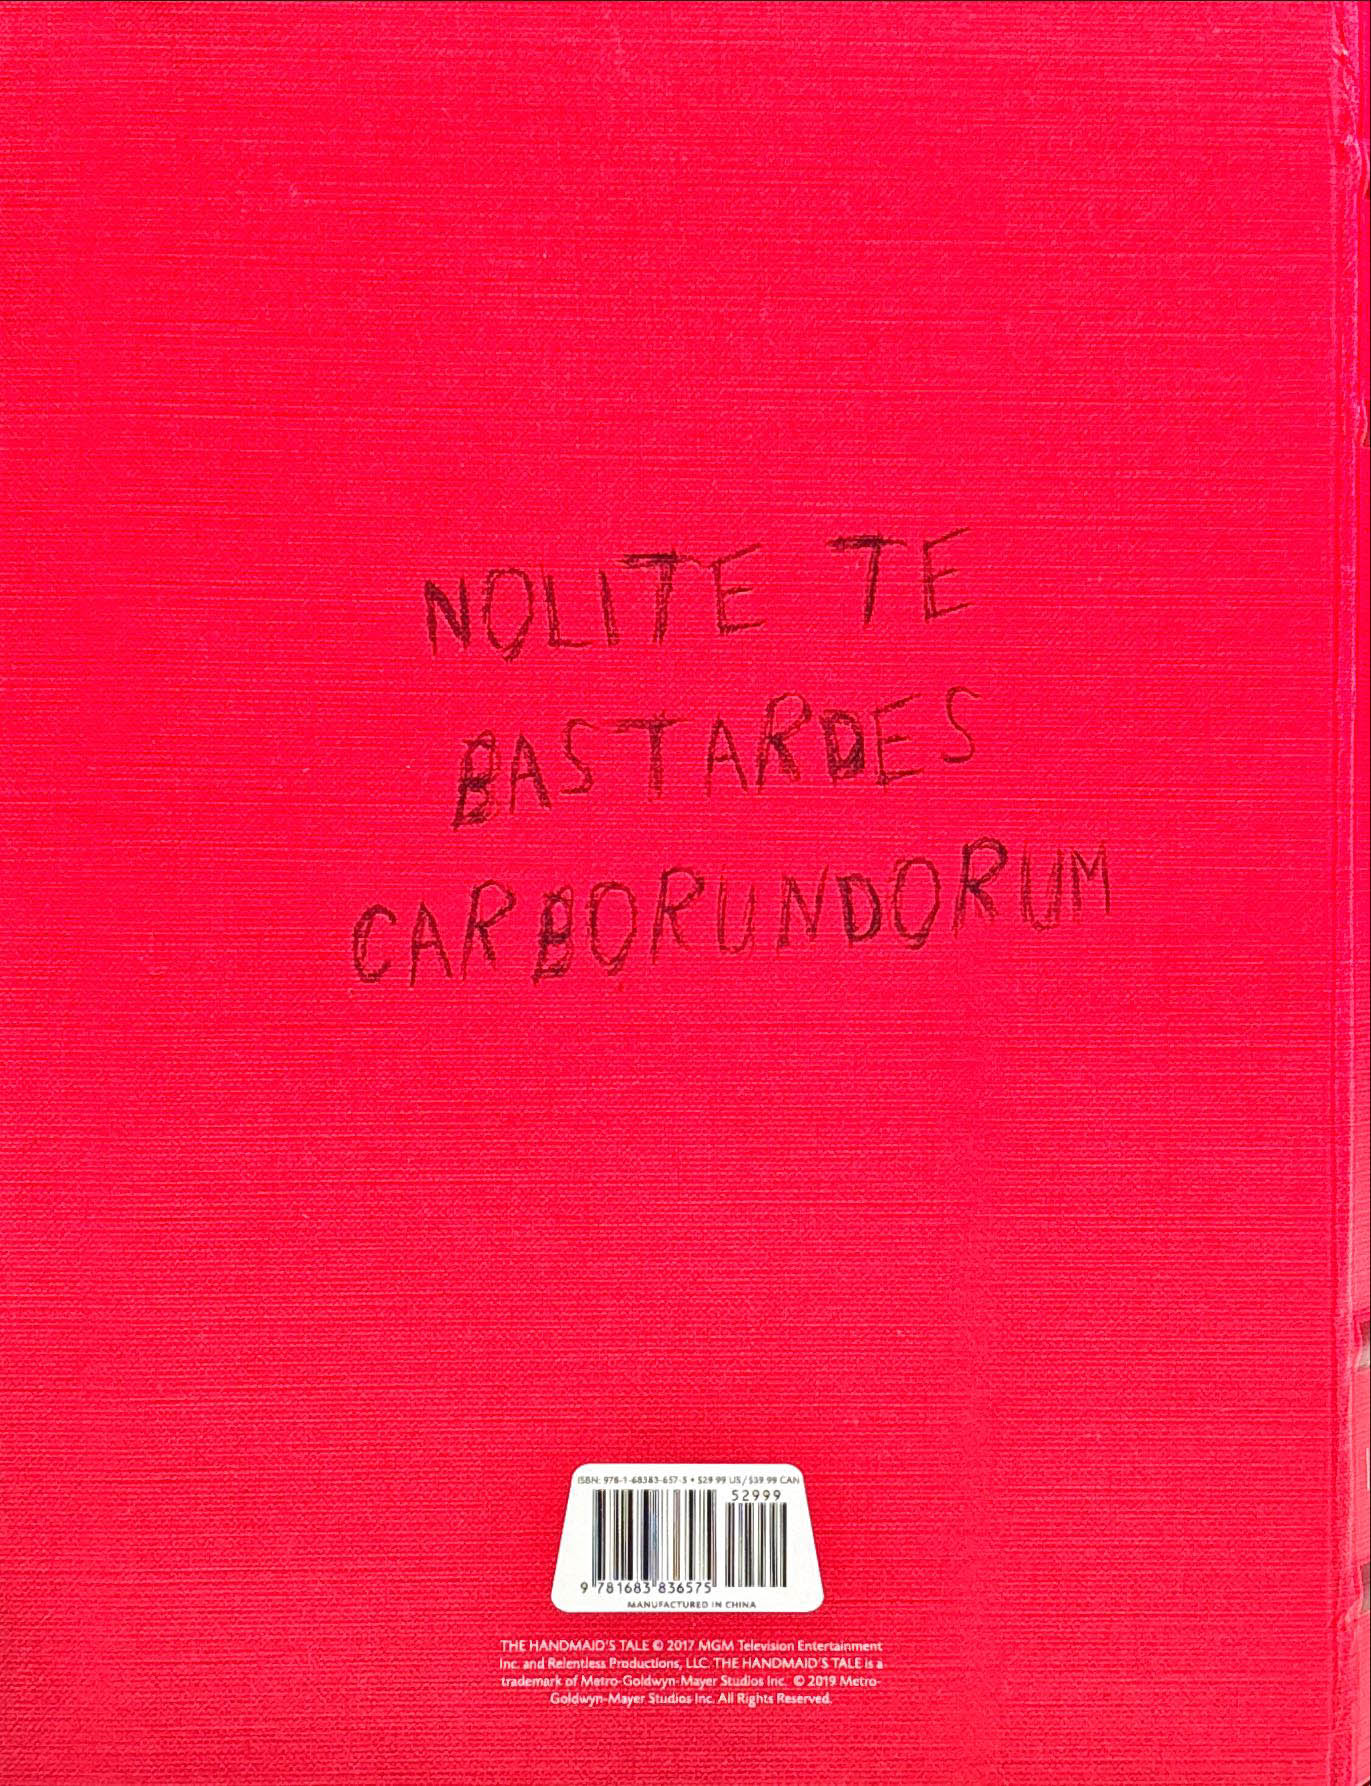 NOLITE TE
BASTARDES
CARBORUNDORUM
ISBN: 978-1-68383-657-5 • $29.99 US / $39.99 CAN
52999
9 781683 836575
MANUFACTURED IN CHINA
THE HANDMAID'S TALE © 2017 MGM Television Entertainment
Inc. and Relentless Productions, LLC. THE HANDMAID'S TALE is a
trademark of Metro-Goldwyn-Mayer Studios Inc. © 2019 Metro-
Goldwyn-Mayer Studios Inc. All Rights Reserved.